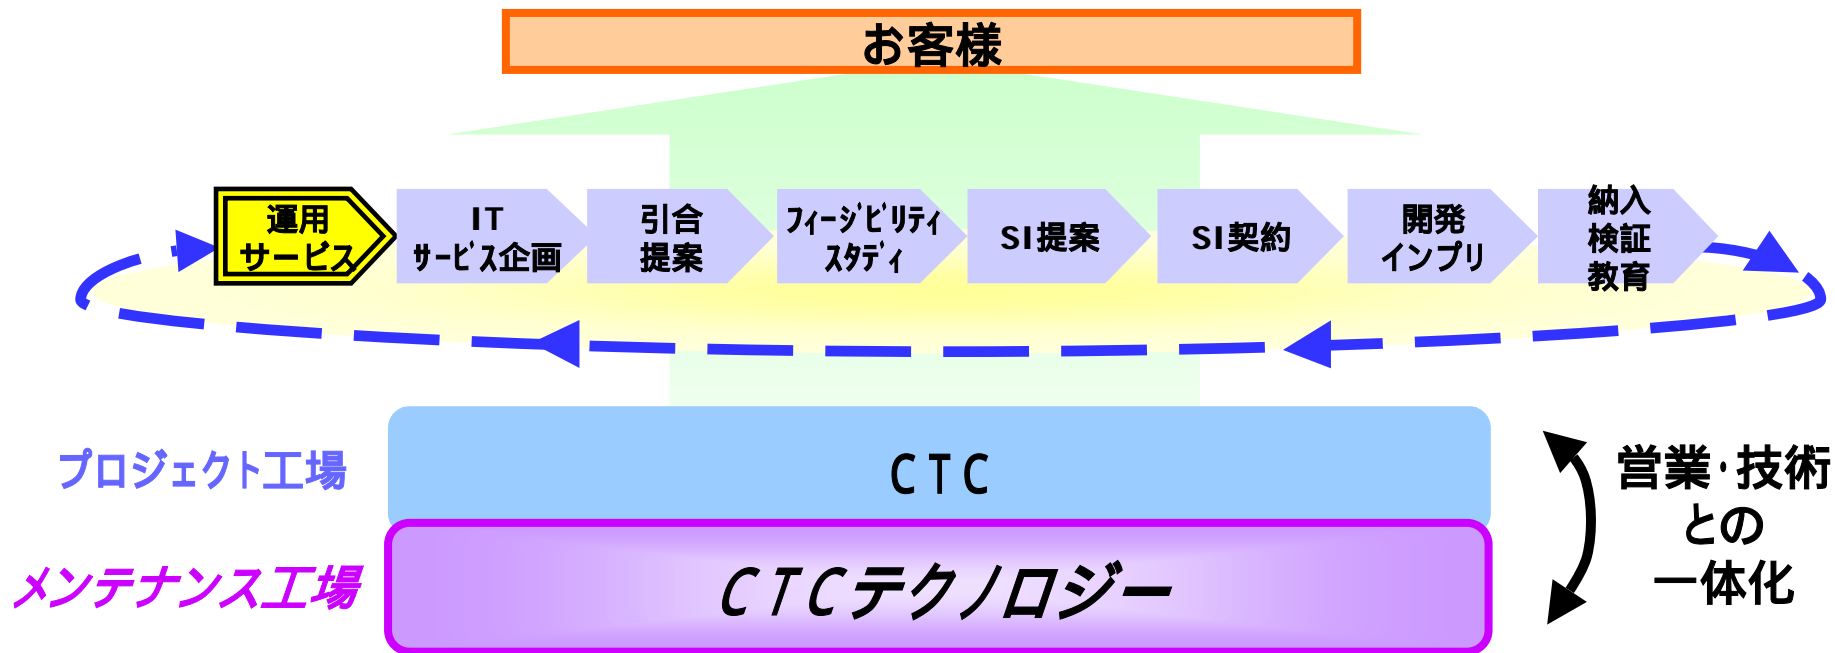 お客様
運用
サービス
IT
ｻｰﾋﾞｽ企画
引合
提案
ﾌｨｰｼﾞﾋﾞﾘﾃｨ
ｽﾀﾃﾞｨ
SI提案
SI契約
開発
インプリ
納入
検証
教育
プロジェクト工場
CTC
営業･技術
との
一体化
メンテナンス工場
CTCテクノロジー